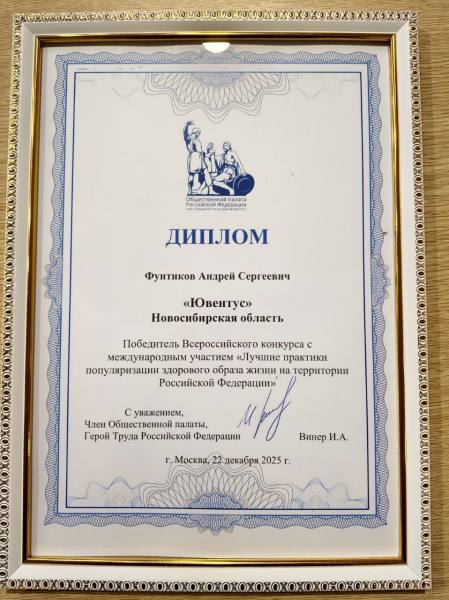 Общественная палата
Российской Федерации
ДИПЛОМ
Фунтиков Андрей Сергеевич
«Ювентус»
Новосибирская область
Победитель Всероссийского конкурса с
международным участием «Лучшие практики
популяризации здорового образа жизни на территории
Российской Федерации»
С уважением,
Член Общественной палаты,
Герой Труда Российской Федерации Винер И.А.
г. Москва, 22 декабря 2025 г.